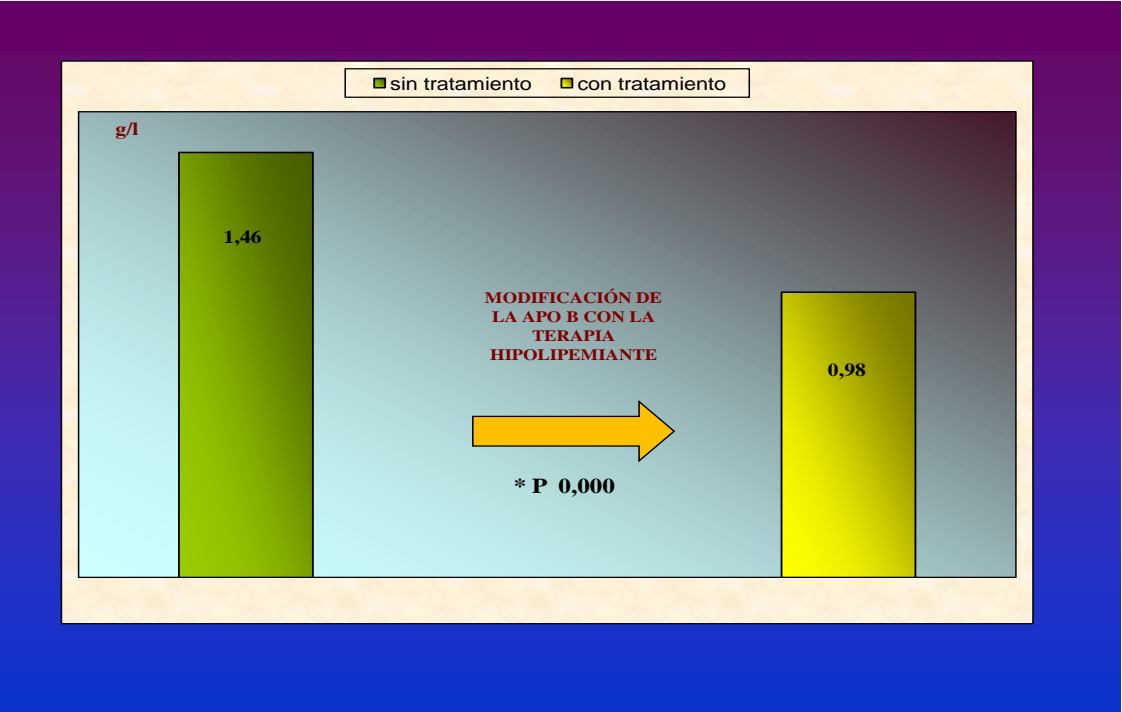 sin tratamiento con tratamiento
g/l
1,46
MODIFICACIÓN DE
LA APO B CON LA
TERAPIA
HIPOLIPEMIANTE
0,98
* P 0,000